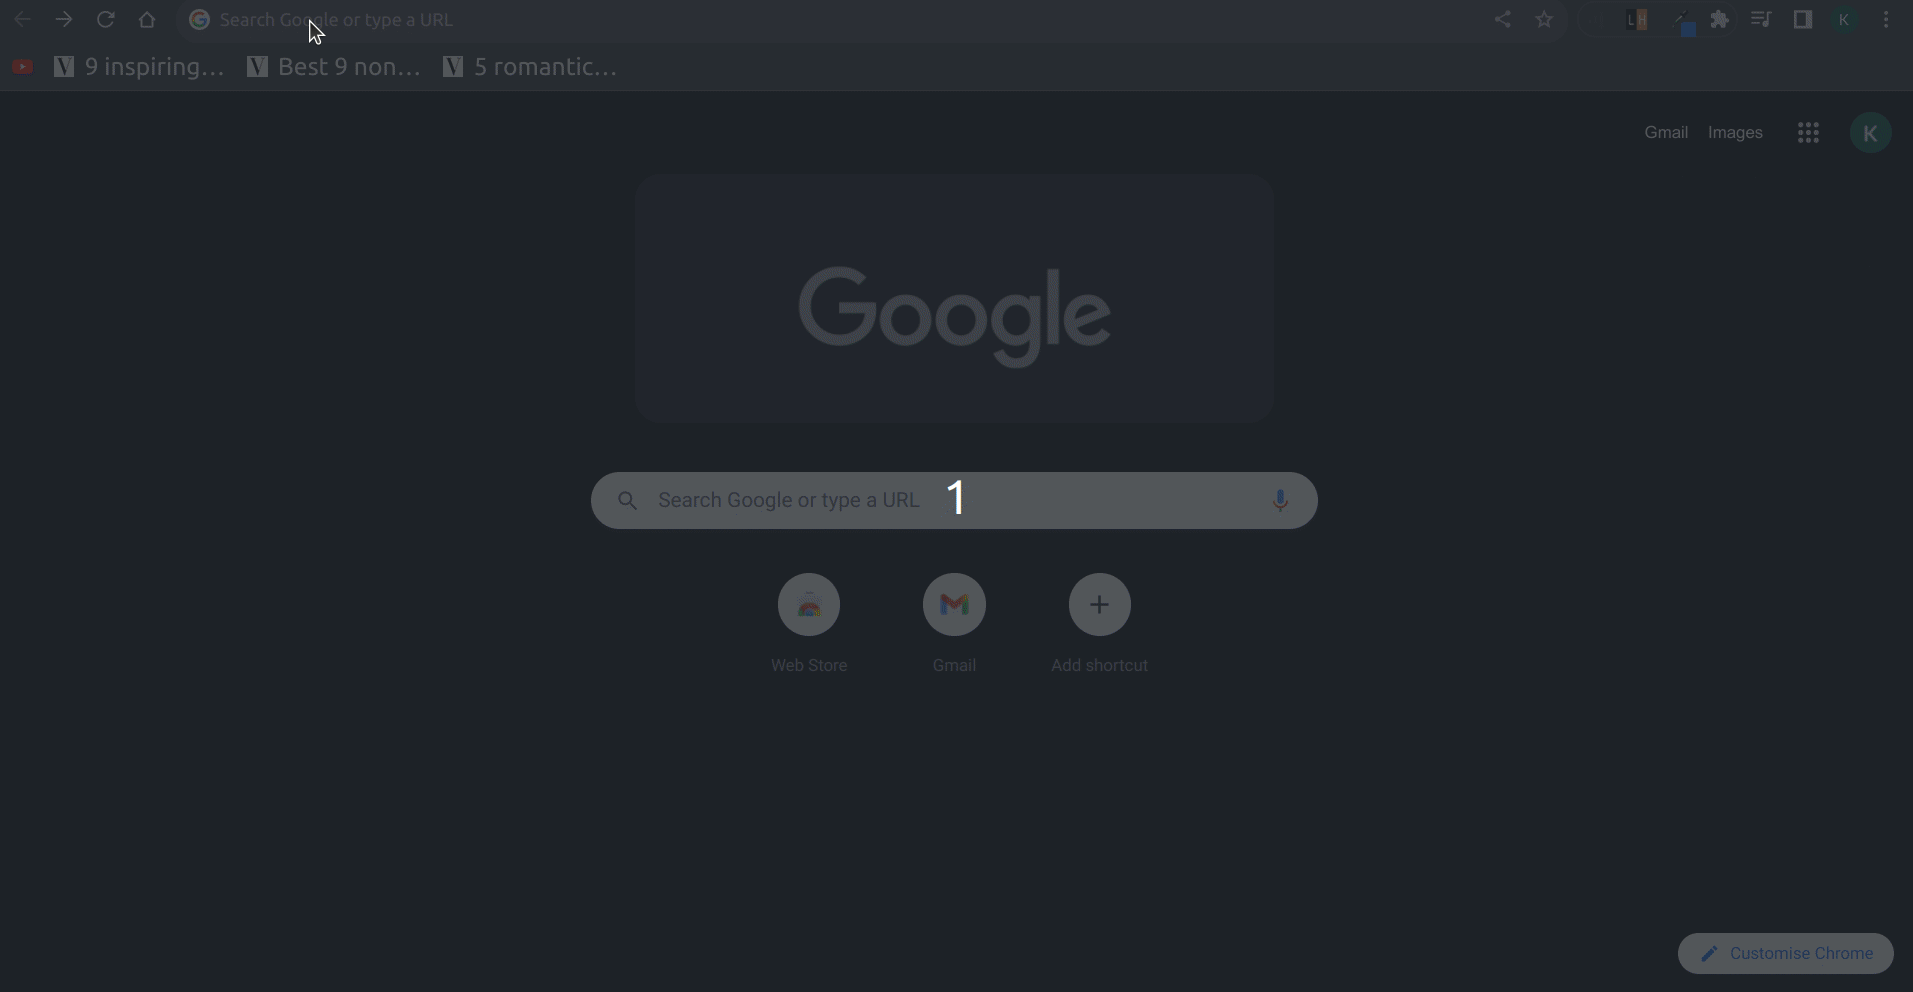 Search Google or type a URL
LH
K
9 inspiring...
Best 9 non...
5 romantic...
Gmail
Images
K
Google
Search Google or type a URL
1
Web Store
Gmail
Add shortcut
Customise Chrome